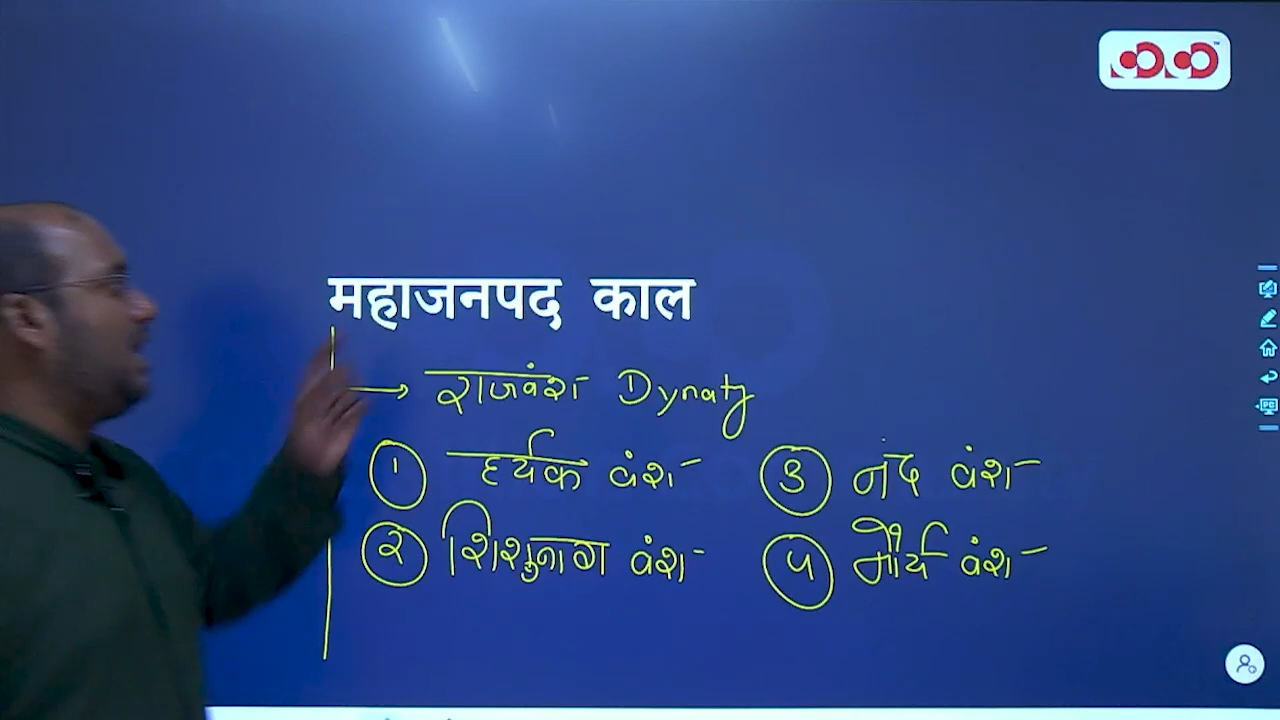 महाजनपद काल
→ राजवंश Dynaty
① हर्यक वंश
② शिशुनाग वंश
③ नंद वंश
④ मौर्य वंश